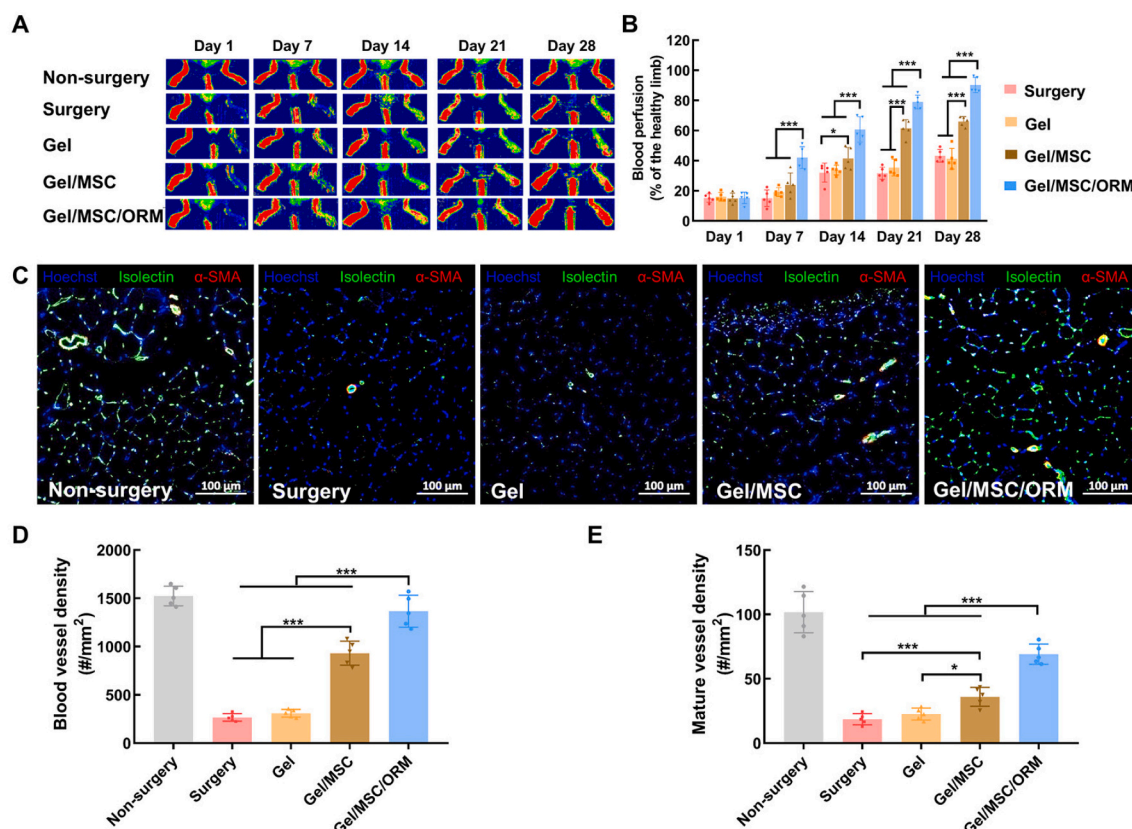 A
Day 1 Day 7 Day 14 Day 21 Day 28
Non-surgery
Surgery
Gel
Gel/MSC
Gel/MSC/ORM
B
Blood perfusion
(% of the healthy limb)
120
100
80
60
40
20
0
***
***
*
***
***
***
***
Day 1 Day 7 Day 14 Day 21 Day 28
Surgery
Gel
Gel/MSC
Gel/MSC/ORM
C
Hoechst Isolectin α-SMA
Non-surgery 100 μm
Hoechst Isolectin α-SMA
Surgery 100 μm
Hoechst Isolectin α-SMA
Gel 100 μm
Hoechst Isolectin α-SMA
Gel/MSC 100 μm
Hoechst Isolectin α-SMA
Gel/MSC/ORM 100 μm
D
Blood vessel density
(#/mm²)
2000
1500
1000
500
0
***
***
Non-surgery
Surgery
Gel
Gel/MSC
Gel/MSC/ORM
E
Mature vessel density
(#/mm²)
150
100
50
0
***
***
*
Non-surgery
Surgery
Gel
Gel/MSC
Gel/MSC/ORM